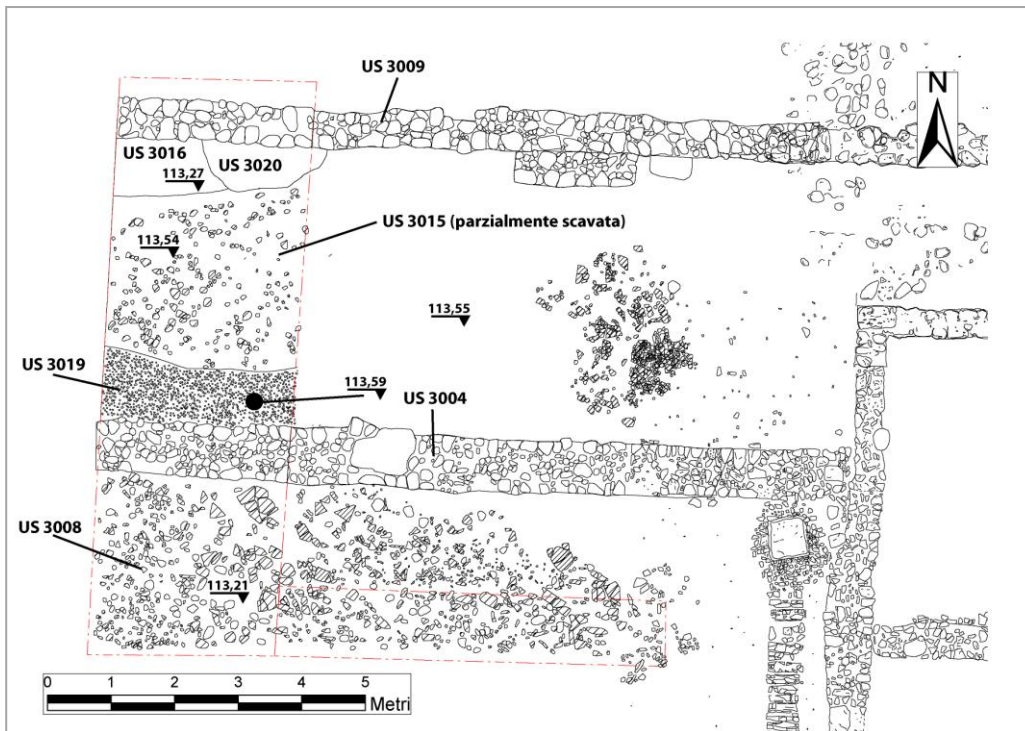 US 3009
N
US 3016
US 3020
113,27
US 3015 (parzialmente scavata)
113,54
113,55
US 3019
113,59
US 3004
US 3008
113,21
0 1 2 3 4 5
Metri